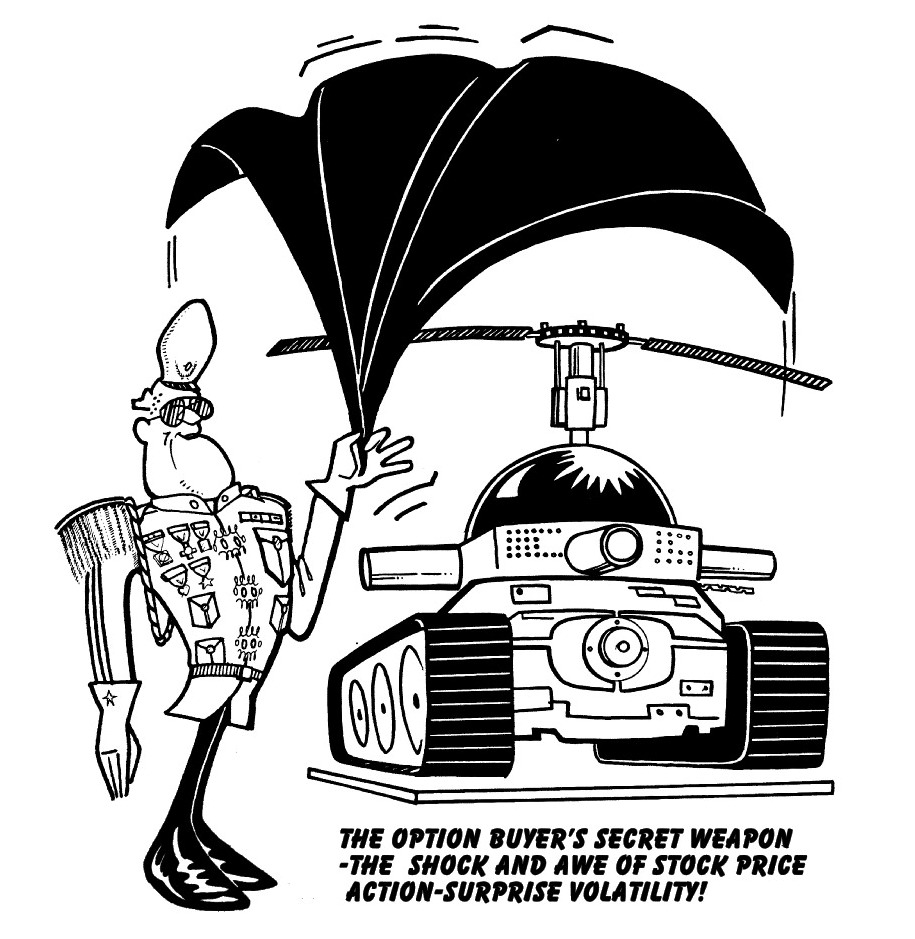 THE OPTION BUYER'S SECRET WEAPON
-THE SHOCK AND AWE OF STOCK PRICE
ACTION-SURPRISE VOLATILITY!